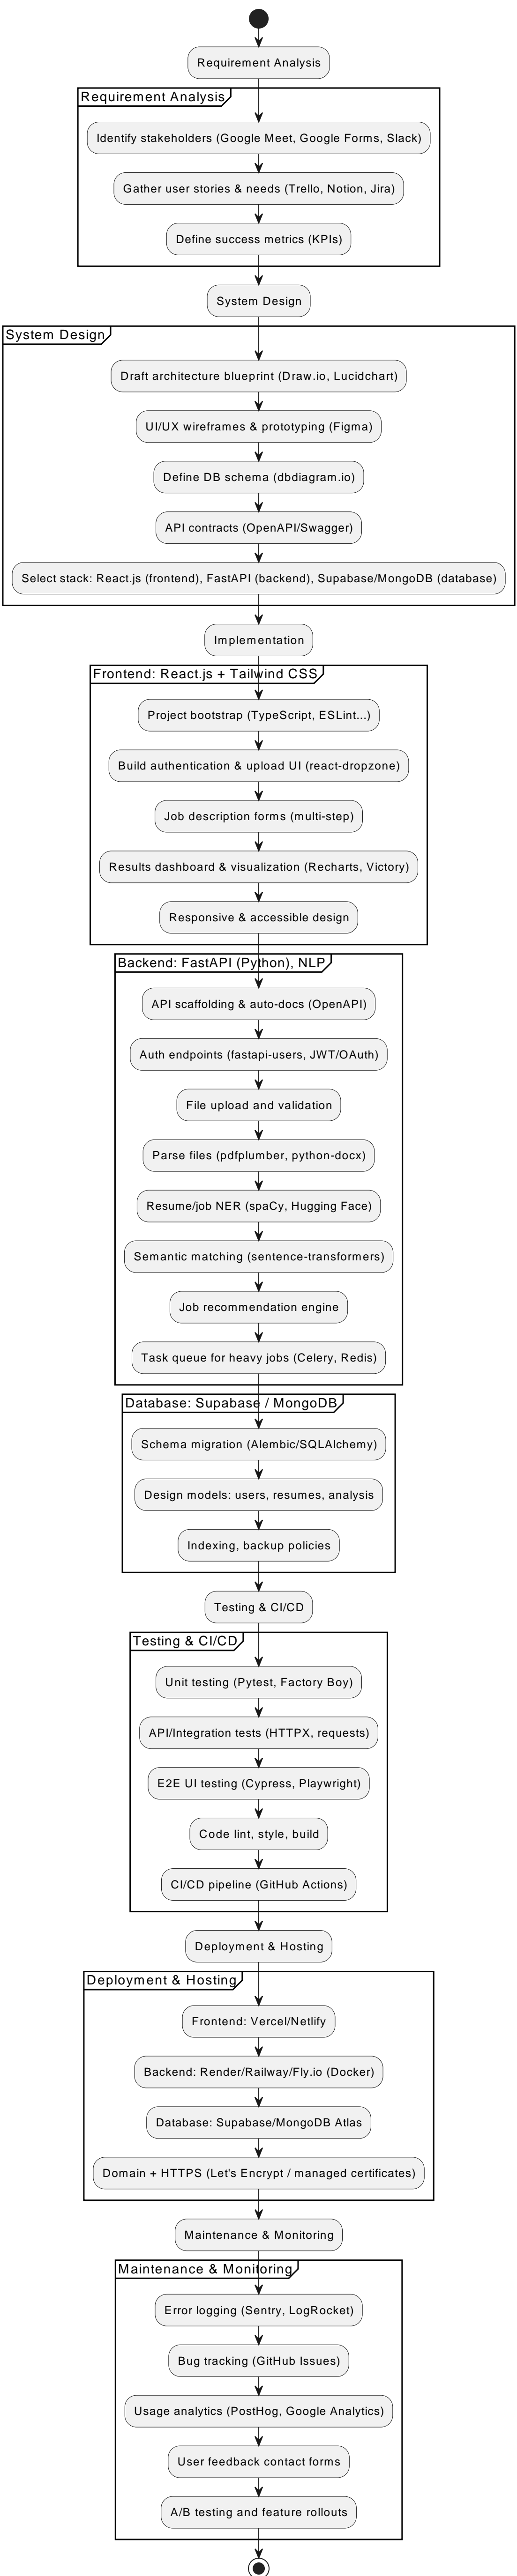 Requirement Analysis
Requirement Analysis
Identify stakeholders (Google Meet, Google Forms, Slack)
Gather user stories & needs (Trello, Notion, Jira)
Define success metrics (KPIs)
System Design
System Design
Draft architecture blueprint (Draw.io, Lucidchart)
UI/UX wireframes & prototyping (Figma)
Define DB schema (dbdiagram.io)
API contracts (OpenAPI/Swagger)
Select stack: React.js (frontend), FastAPI (backend), Supabase/MongoDB (database)
Implementation
Frontend: React.js + Tailwind CSS
Project bootstrap (TypeScript, ESLint...)
Build authentication & upload UI (react-dropzone)
Job description forms (multi-step)
Results dashboard & visualization (Recharts, Victory)
Responsive & accessible design
Backend: FastAPI (Python), NLP
API scaffolding & auto-docs (OpenAPI)
Auth endpoints (fastapi-users, JWT/OAuth)
File upload and validation
Parse files (pdfplumber, python-docx)
Resume/job NER (spaCy, Hugging Face)
Semantic matching (sentence-transformers)
Job recommendation engine
Task queue for heavy jobs (Celery, Redis)
Database: Supabase / MongoDB
Schema migration (Alembic/SQLAlchemy)
Design models: users, resumes, analysis
Indexing, backup policies
Testing & CI/CD
Testing & CI/CD
Unit testing (Pytest, Factory Boy)
API/Integration tests (HTTPX, requests)
E2E UI testing (Cypress, Playwright)
Code lint, style, build
CI/CD pipeline (GitHub Actions)
Deployment & Hosting
Deployment & Hosting
Frontend: Vercel/Netlify
Backend: Render/Railway/Fly.io (Docker)
Database: Supabase/MongoDB Atlas
Domain + HTTPS (Let's Encrypt / managed certificates)
Maintenance & Monitoring
Maintenance & Monitoring
Error logging (Sentry, LogRocket)
Bug tracking (GitHub Issues)
Usage analytics (PostHog, Google Analytics)
User feedback contact forms
A/B testing and feature rollouts